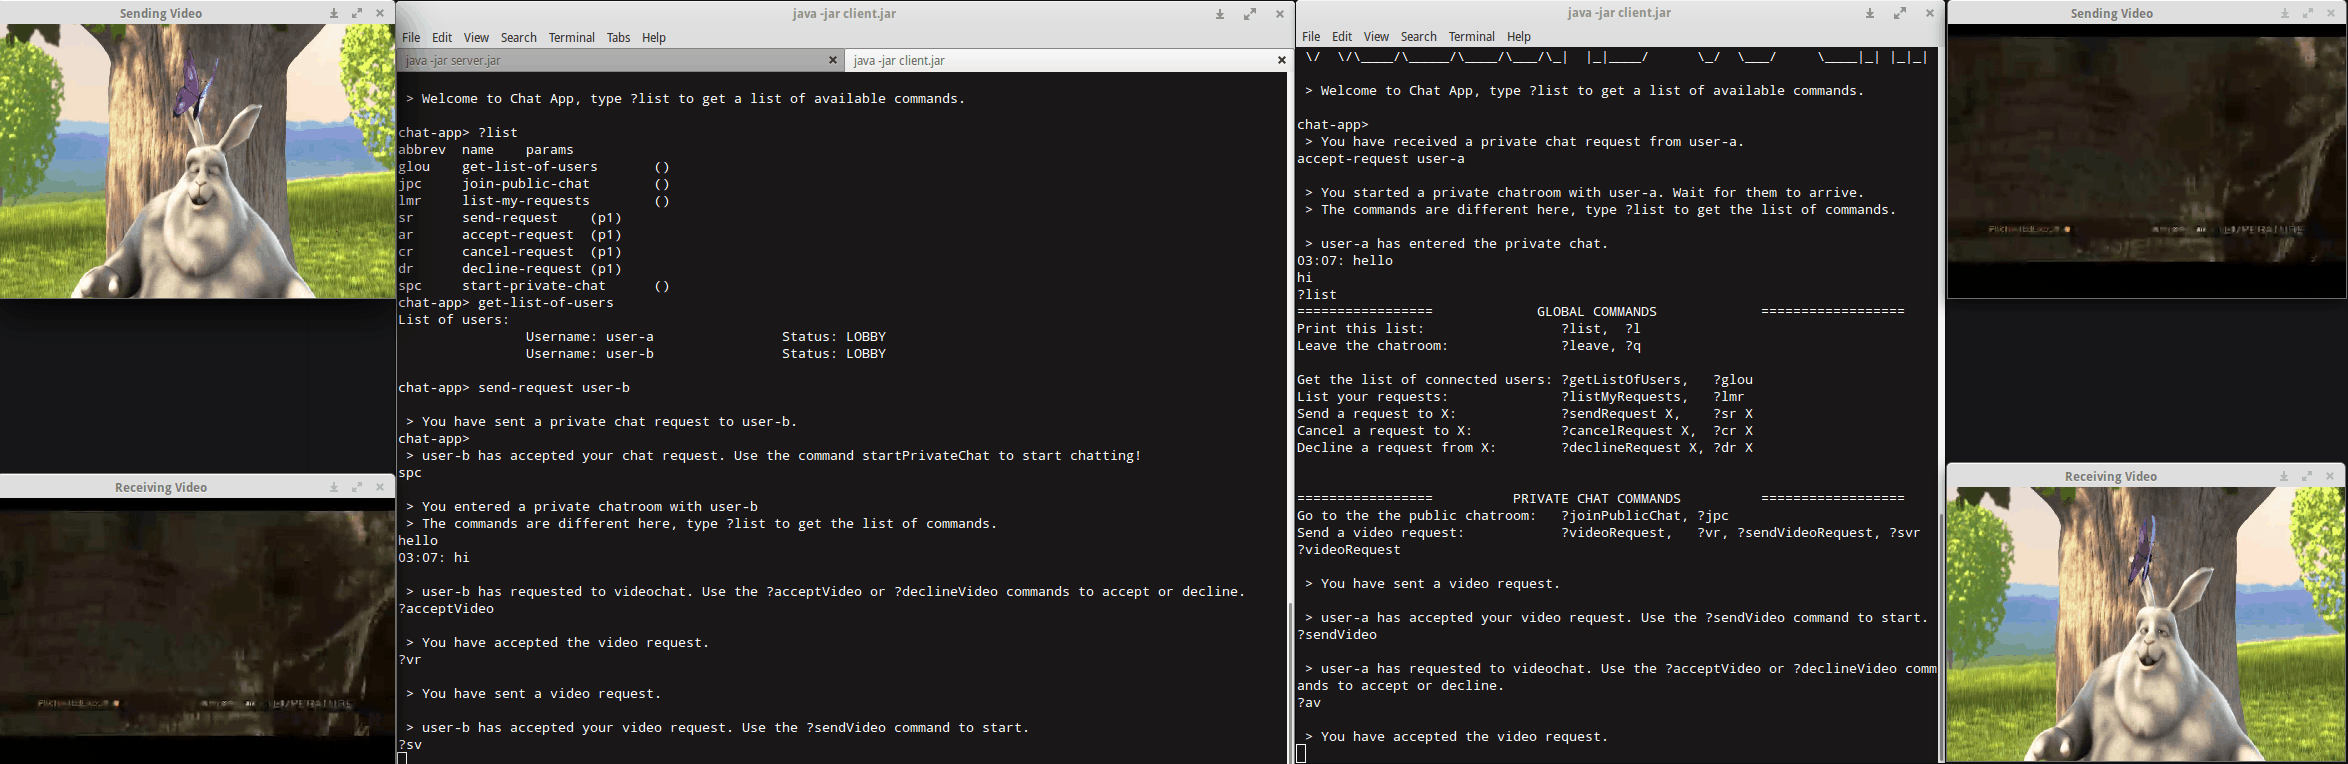 Sending Video
java -jar client.jar
File Edit View Search Terminal Tabs Help
java -jar server.jar
java -jar client.jar
> Welcome to Chat App, type ?list to get a list of available commands.
chat-app> ?list
abbrev name params
glou get-list-of-users ()
jpc join-public-chat ()
lmr list-my-requests ()
sr send-request (p1)
ar accept-request (p1)
cr cancel-request (p1)
dr decline-request (p1)
spc start-private-chat ()
chat-app> get-list-of-users
List of users:
Username: user-a Status: LOBBY
Username: user-b Status: LOBBY
chat-app> send-request user-b
> You have sent a private chat request to user-b.
chat-app>
> user-b has accepted your chat request. Use the command startPrivateChat to start chatting!
spc
> You entered a private chatroom with user-b
> The commands are different here, type ?list to get the list of commands.
hello
03:07: hi
> user-b has requested to videochat. Use the ?acceptVideo or ?declineVideo commands to accept or decline.
?acceptVideo
> You have accepted the video request.
?vr
> You have sent a video request.
> user-b has accepted your video request. Use the ?sendVideo command to start.
?sv
Receiving Video
java -jar client.jar
File Edit View Search Terminal Help
\/  \/\____/\_____/\____/\___/\_|  |_|____/      \_/  \___/     \____|_| |_|_|
> Welcome to Chat App, type ?list to get a list of available commands.
chat-app>
> You have received a private chat request from user-a.
accept-request user-a
> You started a private chatroom with user-a. Wait for them to arrive.
> The commands are different here, type ?list to get the list of commands.
> user-a has entered the private chat.
03:07: hello
hi
?list
================= GLOBAL COMMANDS ==================
Print this list: ?list, ?l
Leave the chatroom: ?leave, ?q
Get the list of connected users: ?getListOfUsers, ?glou
List your requests: ?listMyRequests, ?lmr
Send a request to X: ?sendRequest X, ?sr X
Cancel a request to X: ?cancelRequest X, ?cr X
Decline a request from X: ?declineRequest X, ?dr X
================= PRIVATE CHAT COMMANDS ==================
Go to the the public chatroom: ?joinPublicChat, ?jpc
Send a video request: ?videoRequest, ?vr, ?sendVideoRequest, ?svr
?videoRequest
> You have sent a video request.
> user-a has accepted your video request. Use the ?sendVideo command to start.
?sendVideo
> user-a has requested to videochat. Use the ?acceptVideo or ?declineVideo comm
ands to accept or decline.
?av
> You have accepted the video request.
Sending Video
Receiving Video